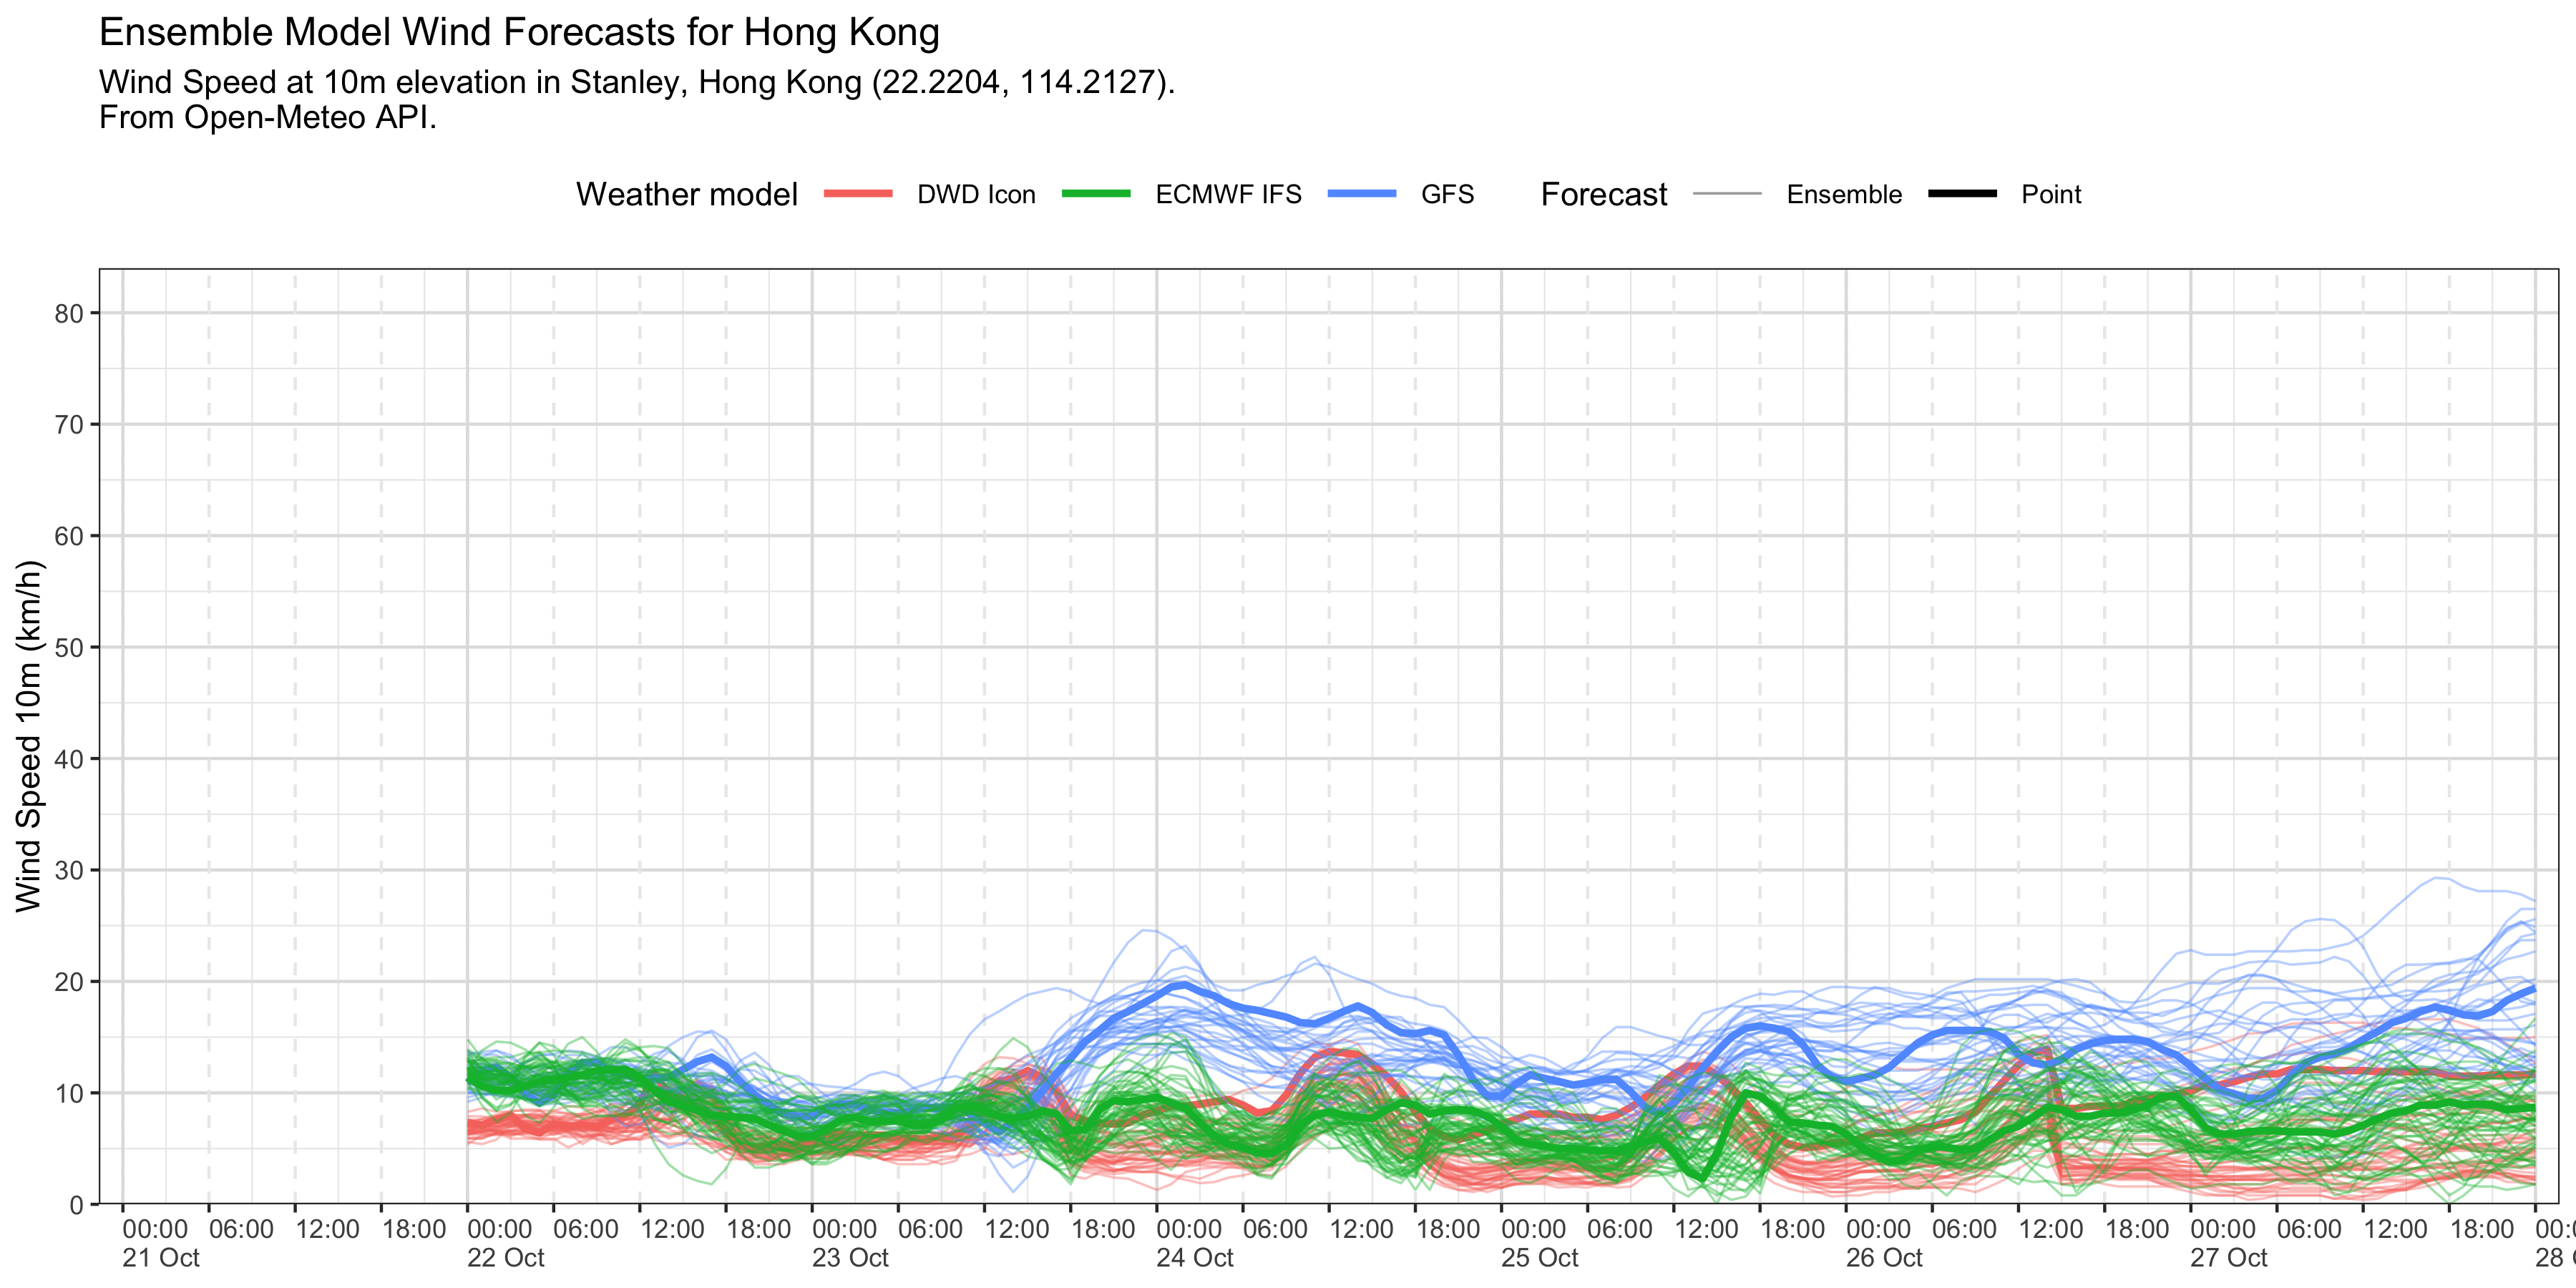 Ensemble Model Wind Forecasts for Hong Kong
Wind Speed at 10m elevation in Stanley, Hong Kong (22.2204, 114.2127).
From Open-Meteo API.
Weather model DWD Icon ECMWF IFS GFS Forecast Ensemble Point
Wind Speed 10m (km/h)
80
70
60
50
40
30
20
10
0
00:00 06:00 12:00 18:00 00:00 06:00 12:00 18:00 00:00 06:00 12:00 18:00 00:00 06:00 12:00 18:00 00:00 06:00 12:00 18:00 00:00 06:00 12:00 18:00 00:00 06:00 12:00 18:00
21 Oct 22 Oct 23 Oct 24 Oct 25 Oct 26 Oct 27 Oct 28